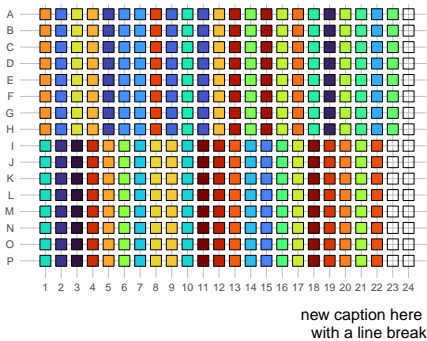 A
B
C
D
E
F
G
H
I
J
K
L
M
N
O
P
1 2 3 4 5 6 7 8 9 10 11 12 13 14 15 16 17 18 19 20 21 22 23 24
new caption here
with a line break